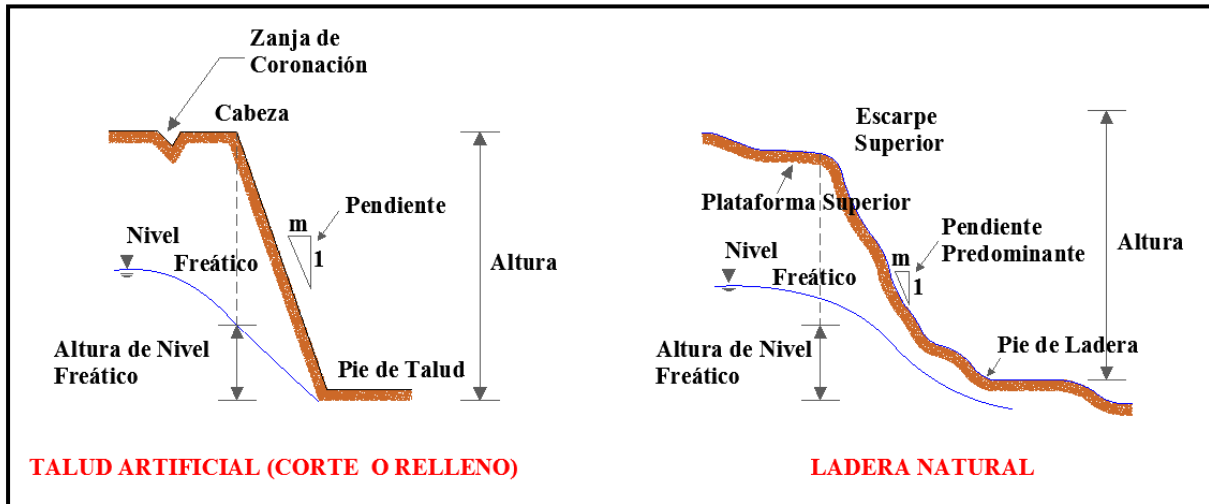 Zanja de
Coronación
Cabeza
Pendiente
m
1
Nivel
Freático
Altura
Altura de Nivel
Freático
Pie de Talud
TALUD ARTIFICIAL (CORTE O RELLENO)
Escarpe
Superior
Plataforma Superior
Pendiente
Predominante
m
1
Nivel
Freático
Altura
Altura de Nivel
Freático
Pie de Ladera
LADERA NATURAL